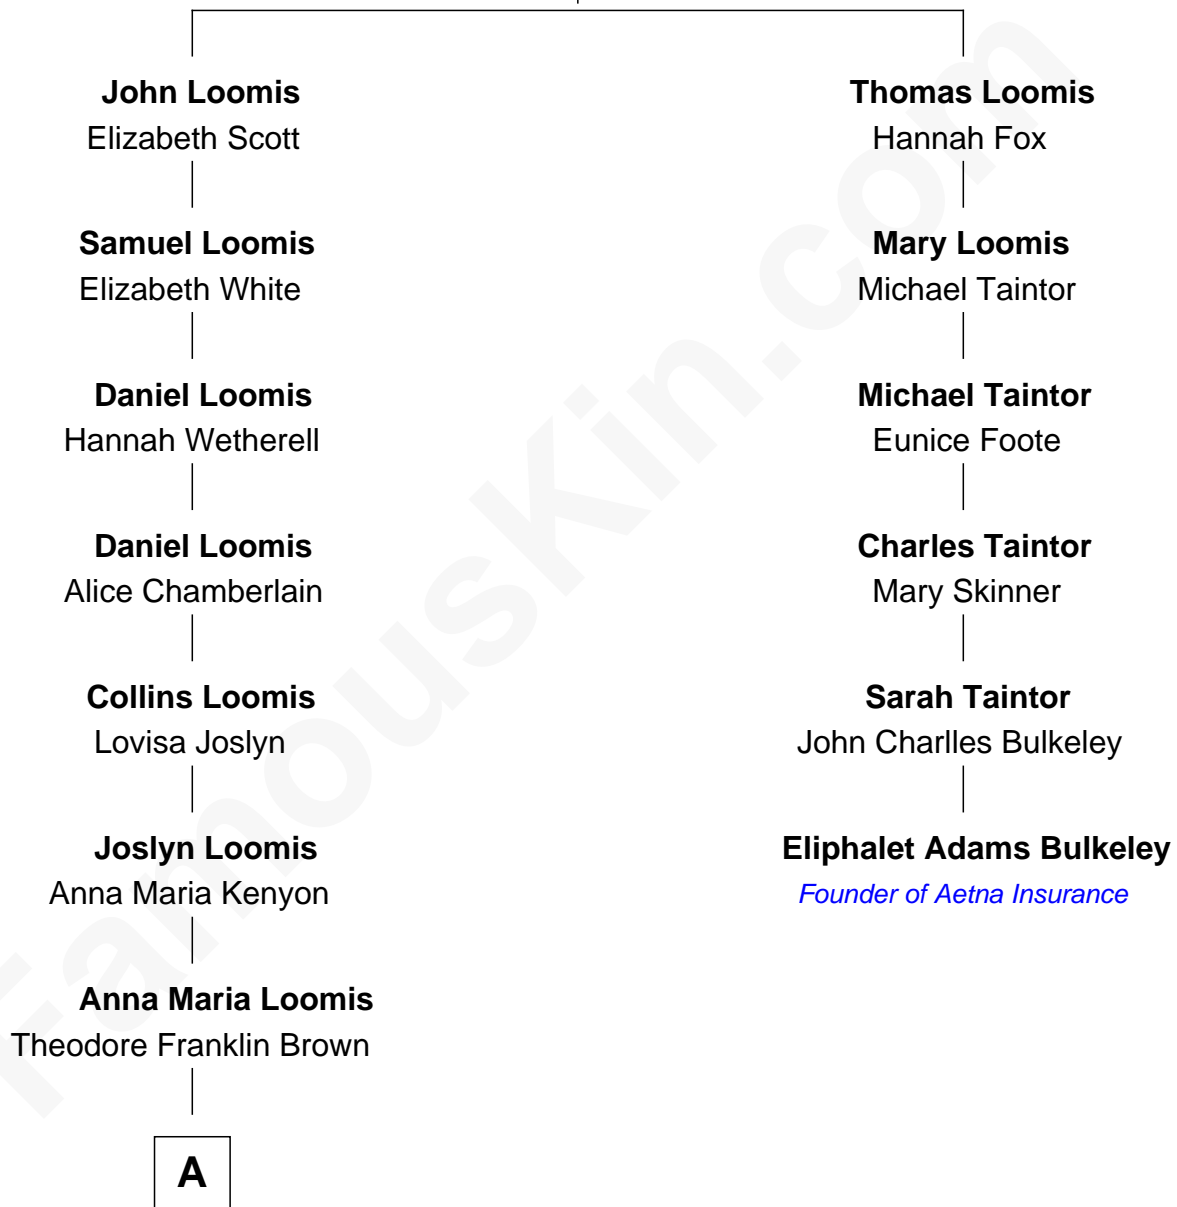 John Loomis
Elizabeth Scott
Thomas Loomis
Hannah Fox
Samuel Loomis
Elizabeth White
Mary Loomis
Michael Taintor
Daniel Loomis
Hannah Wetherell
Michael Taintor
Eunice Foote
Daniel Loomis
Alice Chamberlain
Charles Taintor
Mary Skinner
Collins Loomis
Lovisa Joslyn
Sarah Taintor
John Charlles Bulkeley
Joslyn Loomis
Anna Maria Kenyon
Eliphalet Adams Bulkeley
Founder of Aetna Insurance
Anna Maria Loomis
Theodore Franklin Brown
A
FamousKin.com